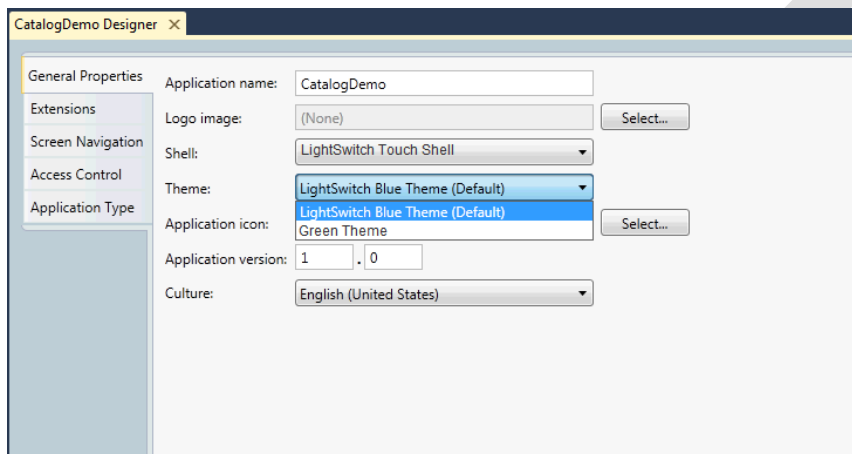 CatalogDemo Designer
General Properties
Extensions
Screen Navigation
Access Control
Application Type
Application name: CatalogDemo
Logo image: (None) Select...
Shell: LightSwitch Touch Shell
Theme: LightSwitch Blue Theme (Default)
LightSwitch Blue Theme (Default)
Green Theme
Application icon: Select...
Application version: 1 . 0
Culture: English (United States)